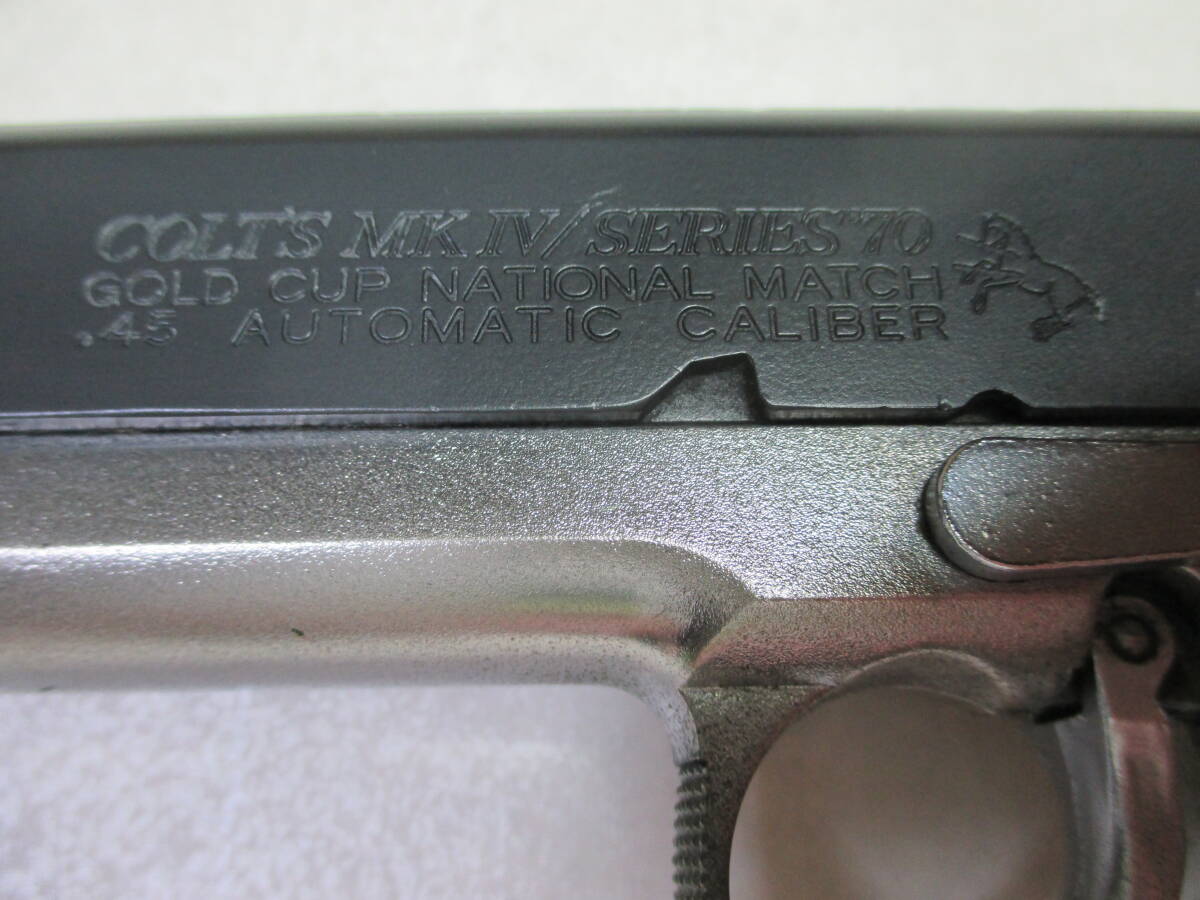 COLT'S MK IV/SERIES'70
GOLD CUP NATIONAL MATCH
.45 AUTOMATIC CALIBER